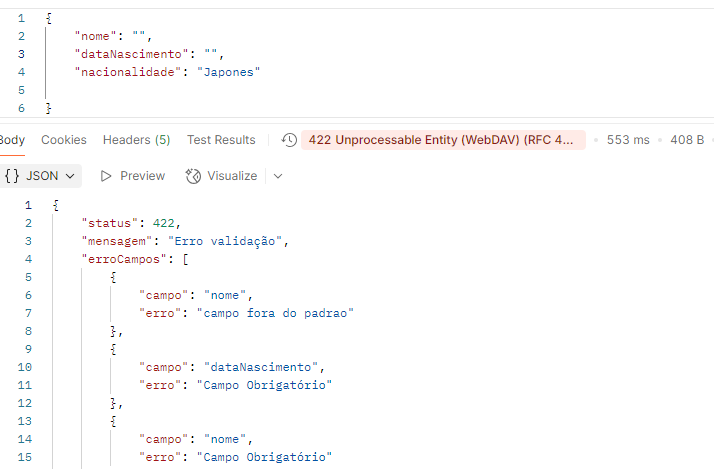 1 {
2 "nome": "",
3 "dataNascimento": "",
4 "nacionalidade": "Japones"
5
6 }
Body Cookies Headers (5) Test Results 422 Unprocessable Entity (WebDAV) (RFC 4... 553 ms 408 B
{} JSON Preview Visualize
1 {
2 "status": 422,
3 "mensagem": "Erro validação",
4 "erroCampos": [
5 {
6 "campo": "nome",
7 "erro": "campo fora do padrao"
8 },
9 {
10 "campo": "dataNascimento",
11 "erro": "Campo Obrigatório"
12 },
13 {
14 "campo": "nome",
15 "erro": "Campo Obrigatório"